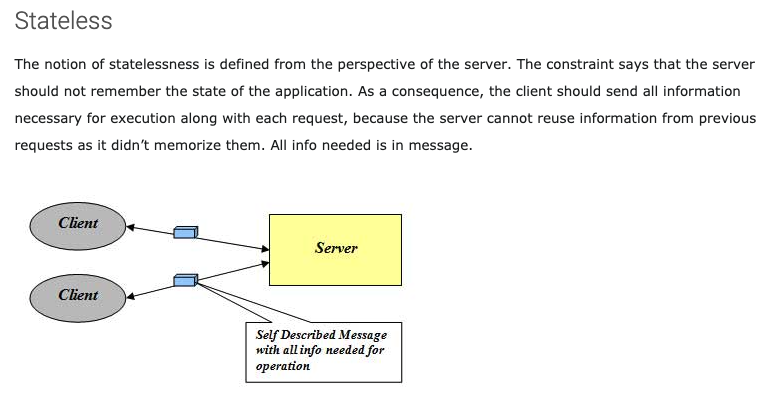 Stateless
The notion of statelessness is defined from the perspective of the server. The constraint says that the server
should not remember the state of the application. As a consequence, the client should send all information
necessary for execution along with each request, because the server cannot reuse information from previous
requests as it didn’t memorize them. All info needed is in message.
Client
Server
Client
Self Described Message
with all info needed for
operation